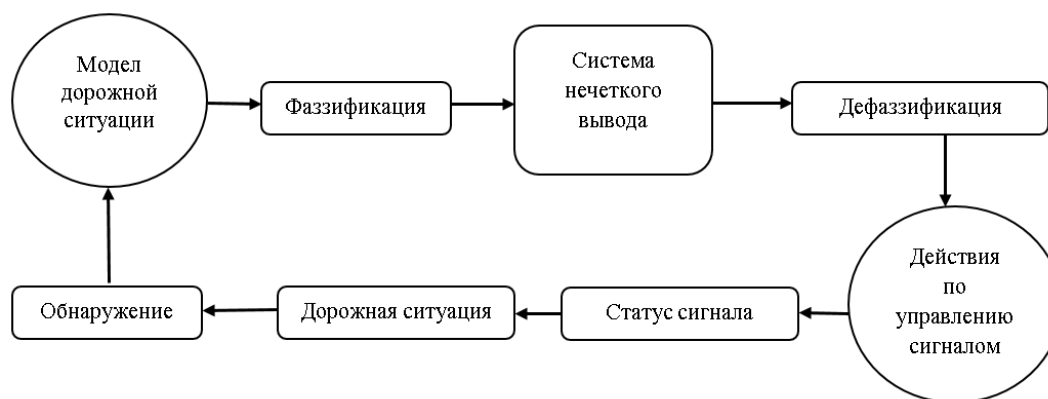 Модел
дорожной
ситуации
Фаззификация
Система
нечеткого
вывода
Дефаззификация
Действия
по
управлению
сигналом
Статус сигнала
Дорожная ситуация
Обнаружение